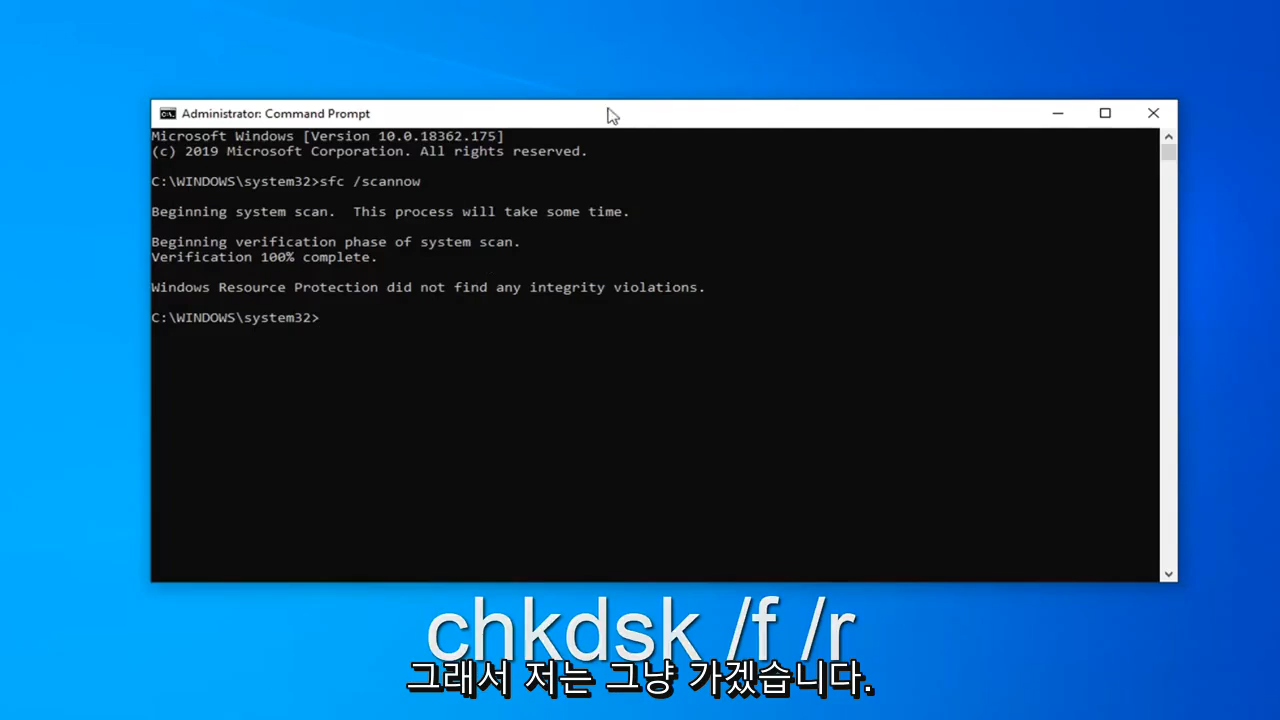 Administrator: Command Prompt
Microsoft Windows [Version 10.0.18362.175]
(c) 2019 Microsoft Corporation. All rights reserved.
C:\WINDOWS\system32>sfc /scannow
Beginning system scan.  This process will take some time.
Beginning verification phase of system scan.
Verification 100% complete.
Windows Resource Protection did not find any integrity violations.
C:\WINDOWS\system32>
chkdsk /f /r
그래서 저는 그냥 가겠습니다.